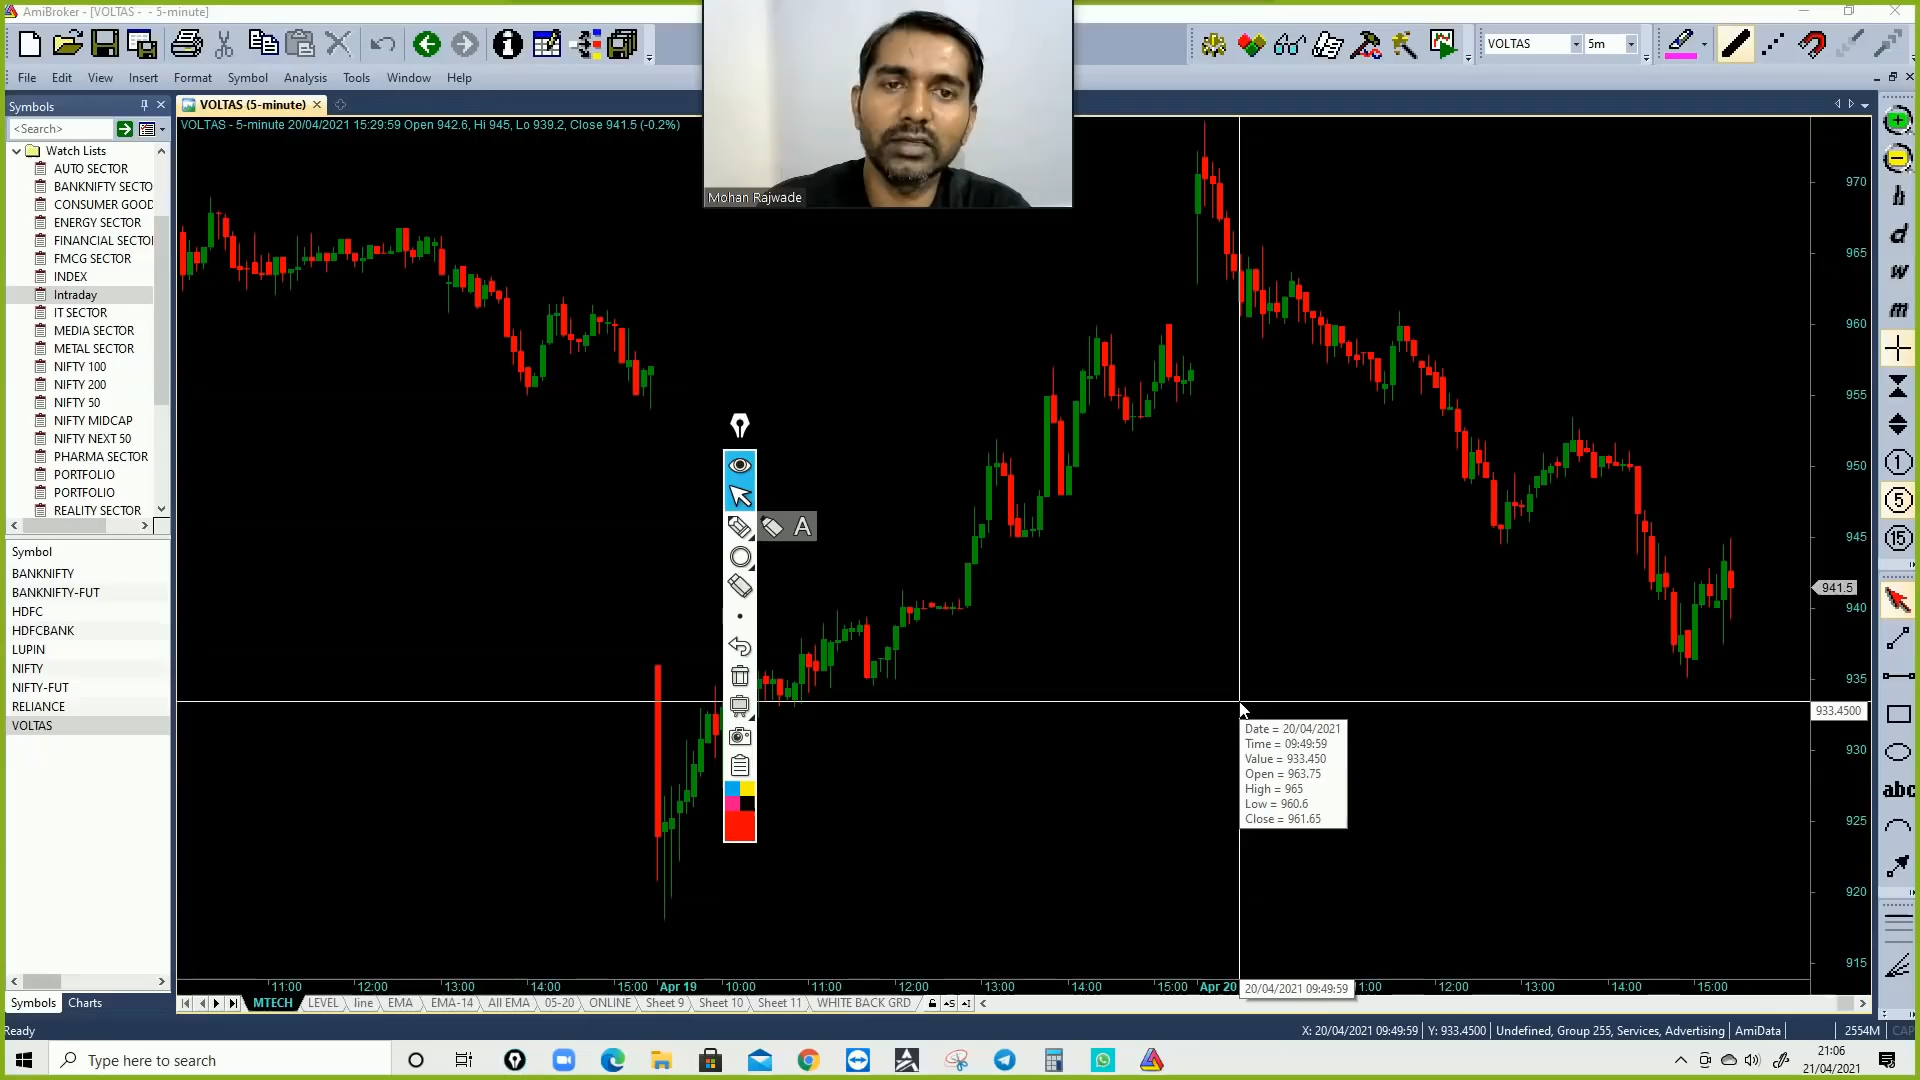 AmiBroker - [VOLTAS - - 5-minute]
VOLTAS
5m
File Edit View Insert Format Symbol Analysis Tools Window Help
Symbols
VOLTAS (5-minute)
VOLTAS - 5-minute 20/04/2021 15:29:59 Open 942.6, Hi 945, Lo 939.2, Close 941.5 (-0.2%)
<Search>
Watch Lists
AUTO SECTOR
BANKNIFTY SECTO
CONSUMER GOOD
ENERGY SECTOR
FINANCIAL SECTO
FMCG SECTOR
INDEX
Intraday
IT SECTOR
MEDIA SECTOR
METAL SECTOR
NIFTY 100
NIFTY 200
NIFTY 50
NIFTY MIDCAP
NIFTY NEXT 50
PHARMA SECTOR
PORTFOLIO
PORTFOLIO
REALITY SECTOR
Symbol
BANKNIFTY
BANKNIFTY-FUT
HDFC
HDFCBANK
LUPIN
NIFTY
NIFTY-FUT
RELIANCE
VOLTAS
Symbols Charts
Mohan Rajwade
A
970
965
960
955
950
945
941.5
940
935
933.4500
930
925
920
915
Date = 20/04/2021
Time = 09:49:59
Value = 933.450
Open = 963.75
High = 965
Low = 960.6
Close = 961.65
h
d
w
m
1
5
15
abc
11:00 12:00 13:00 14:00 15:00 Apr 19 10:00 11:00 12:00 13:00 14:00 15:00 Apr 20 20/04/2021 09:49:59 1:00 12:00 13:00 14:00 15:00
MTECH LEVEL line EMA EMA-14 All EMA 05-20 ONLINE Sheet 9 Sheet 10 Sheet 11 WHITE BACK GRD
Ready
X: 20/04/2021 09:49:59 Y: 933.4500 Undefined, Group 255, Services, Advertising AmiData 2554M CAP
Type here to search
21:06
21/04/2021